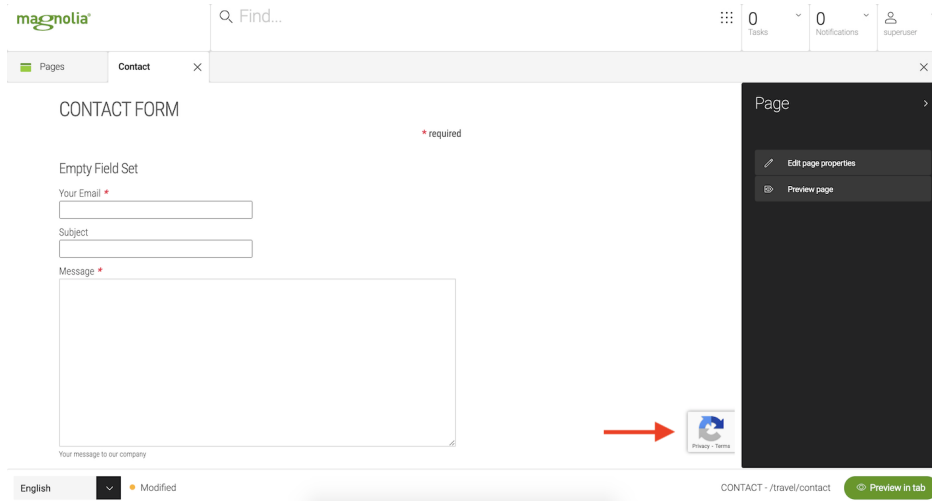 magnolia®
Find...
0
Tasks
0
Notifications
superuser
Pages
Contact
CONTACT FORM
* required
Empty Field Set
Your Email *
Subject
Message *
Your message to our company
Privacy - Terms
Page
Edit page properties
Preview page
English
Modified
CONTACT - /travel/contact
Preview in tab